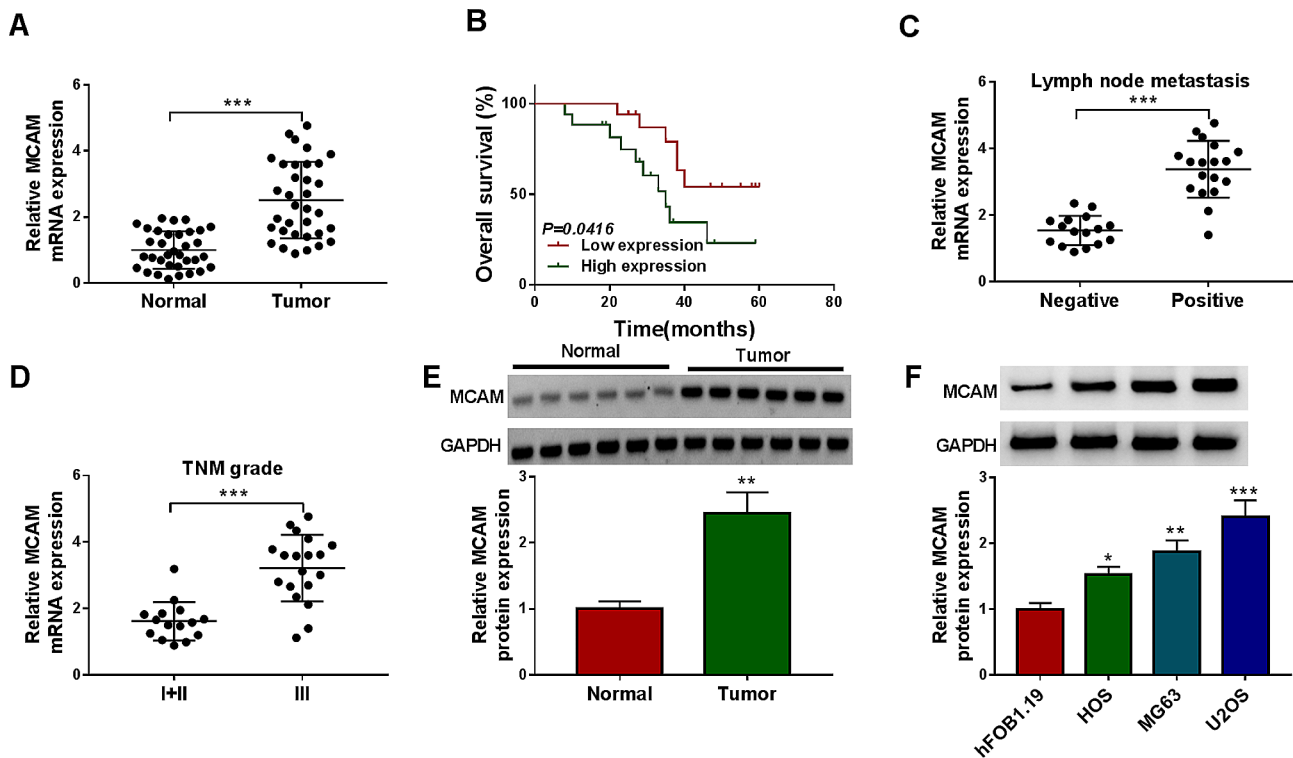 A
Relative MCAM
mRNA expression
6
4
2
0
***
Normal
Tumor
B
Overall survival (%)
100
50
0
P=0.0416
Low expression
High expression
0
20
40
60
80
Time(months)
C
Lymph node metastasis
***
Relative MCAM
mRNA expression
6
4
2
0
Negative
Positive
D
TNM grade
***
Relative MCAM
mRNA expression
6
4
2
0
I+II
III
E
Normal
Tumor
MCAM
GAPDH
Relative MCAM
protein expression
3
2
1
0
**
Normal
Tumor
F
MCAM
GAPDH
Relative MCAM
protein expression
3
2
1
0
*
**
***
hFOB1.19
HOS
MG63
U2OS